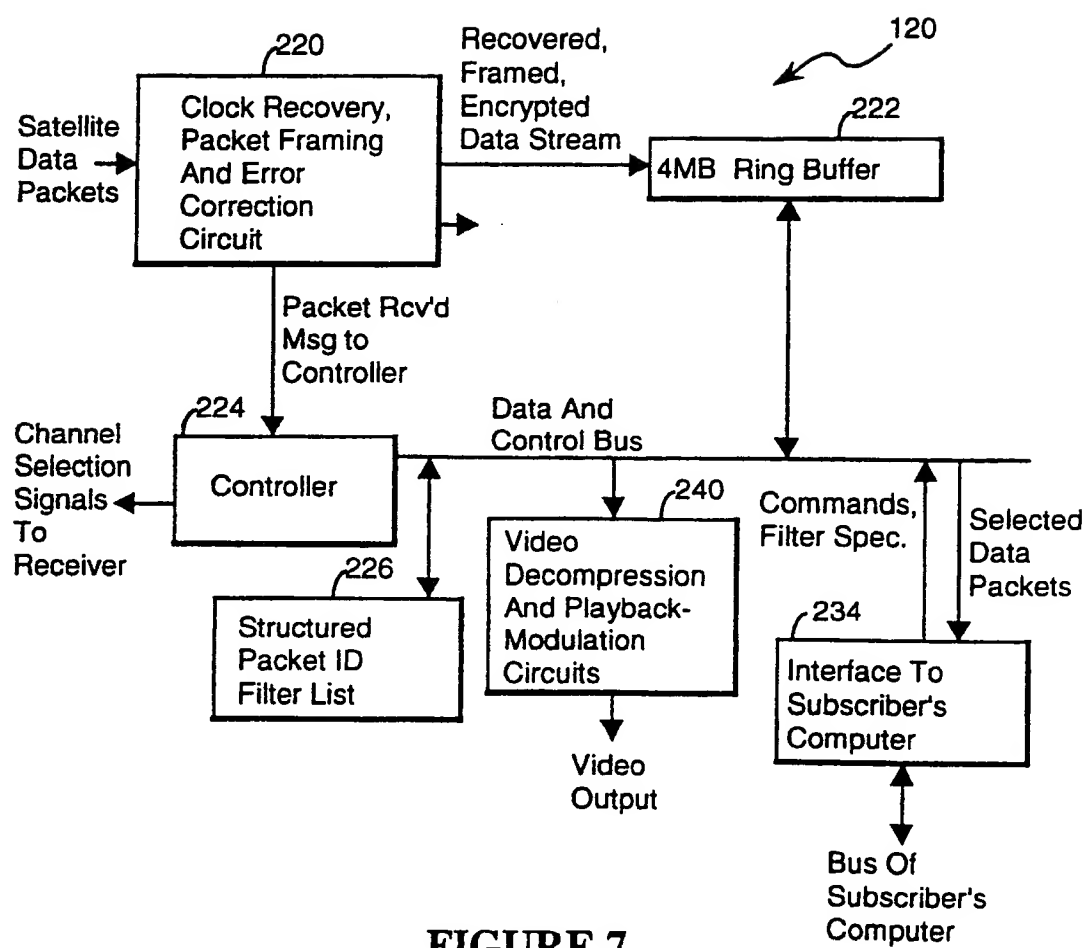 120
220
Recovered,
Framed,
Encrypted
Data Stream
Satellite
Data
Packets
Clock Recovery,
Packet Framing
And Error
Correction
Circuit
222
4MB Ring Buffer
Packet Rcv'd
Msg to
Controller
224
Controller
Channel
Selection
Signals
To
Receiver
Data And
Control Bus
226
Structured
Packet ID
Filter List
240
Video
Decompression
And Playback-
Modulation
Circuits
Video
Output
Commands,
Filter Spec.
Selected
Data
Packets
234
Interface To
Subscriber's
Computer
Bus Of
Subscriber's
Computer
FIGURE 7